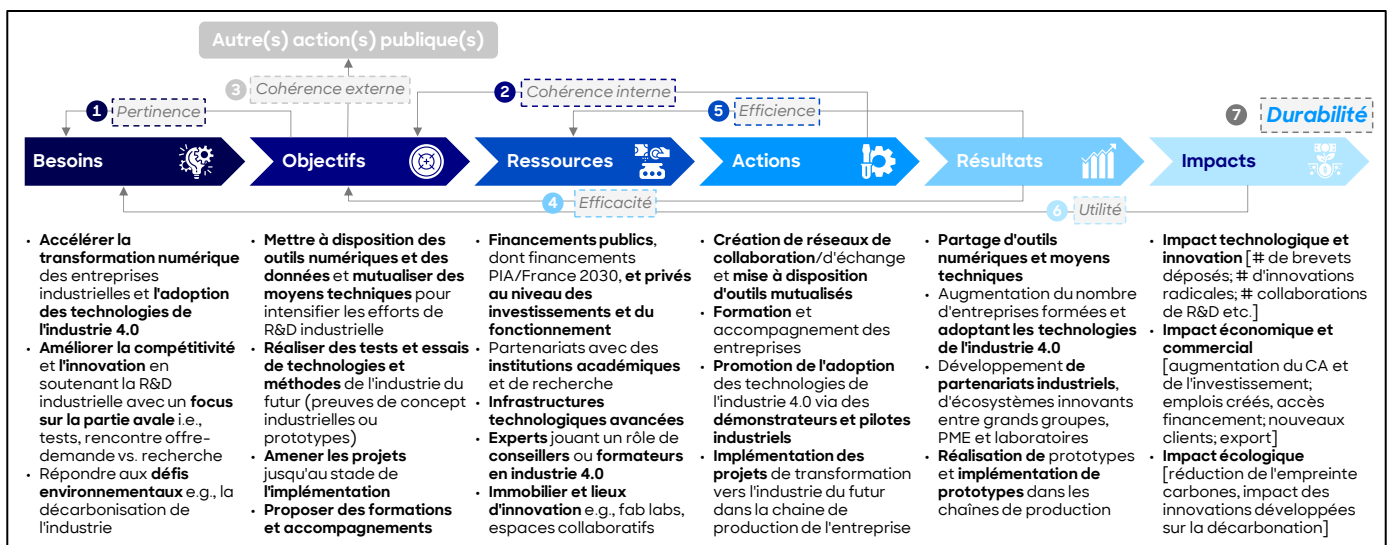 Autre(s) action(s) publique(s)
3 Cohérence externe
2 Cohérence interne
1 Pertinence
5 Efficience
7 Durabilité
Besoins
Objectifs
Ressources
Actions
Résultats
Impacts
4 Efficacité
6 Utilité
• Accélérer la
transformation numérique
des entreprises
industrielles et l'adoption
des technologies de
l'industrie 4.0
• Améliorer la compétitivité
et l'innovation en
soutenant la R&D
industrielle avec un focus
sur la partie avale i.e.,
tests, rencontre offre-
demande vs. recherche
• Répondre aux défis
environnementaux e.g., la
décarbonisation de
l'industrie
• Mettre à disposition des
outils numériques et des
données et mutualiser des
moyens techniques pour
intensifier les efforts de
R&D industrielle
• Réaliser des tests et essais
de technologies et
méthodes de l'industrie du
futur (preuves de concept
industrielles ou
prototypes)
• Amener les projets
jusqu'au stade de
l'implémentation
• Proposer des formations
et accompagnements
• Financements publics,
dont financements
PIA/France 2030, et privés
au niveau des
investissements et du
fonctionnement
• Partenariats avec des
institutions académiques
et de recherche
• Infrastructures
technologiques avancées
• Experts jouant un rôle de
conseillers ou formateurs
en industrie 4.0
• Immobilier et lieux
d'innovation e.g., fab labs,
espaces collaboratifs
• Création de réseaux de
collaboration/d'échange
et mise à disposition
d'outils mutualisés
• Formation et
accompagnement des
entreprises
• Promotion de l'adoption
des technologies de
l'industrie 4.0 via des
démonstrateurs et pilotes
industriels
• Implémentation des
projets de transformation
vers l'industrie du futur
dans la chaine de
production de l'entreprise
• Partage d'outils
numériques et moyens
techniques
• Augmentation du nombre
d'entreprises formées et
adoptant les technologies
de l'industrie 4.0
• Développement de
partenariats industriels,
d'écosystèmes innovants
entre grands groupes,
PME et laboratoires
• Réalisation de prototypes
et implémentation de
prototypes dans les
chaînes de production
• Impact technologique et
innovation [# de brevets
déposés; # d'innovations
radicales; # collaborations
de R&D etc.]
• Impact économique et
commercial
[augmentation du CA et
de l'investissement;
emplois créés, accès
financement; nouveaux
clients; export]
• Impact écologique
[réduction de l'empreinte
carbones, impact des
innovations développées
sur la décarbonation]